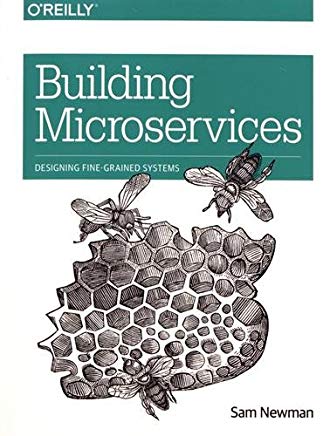 O'REILLY®
Building
Microservices
DESIGNING FINE-GRAINED SYSTEMS
Sam Newman